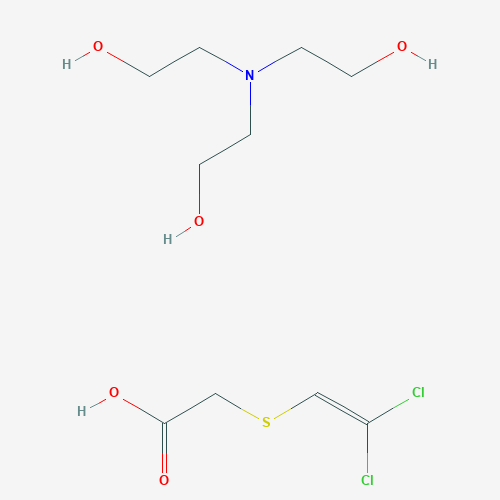 H O N O H
O
H
O Cl
H S
O Cl